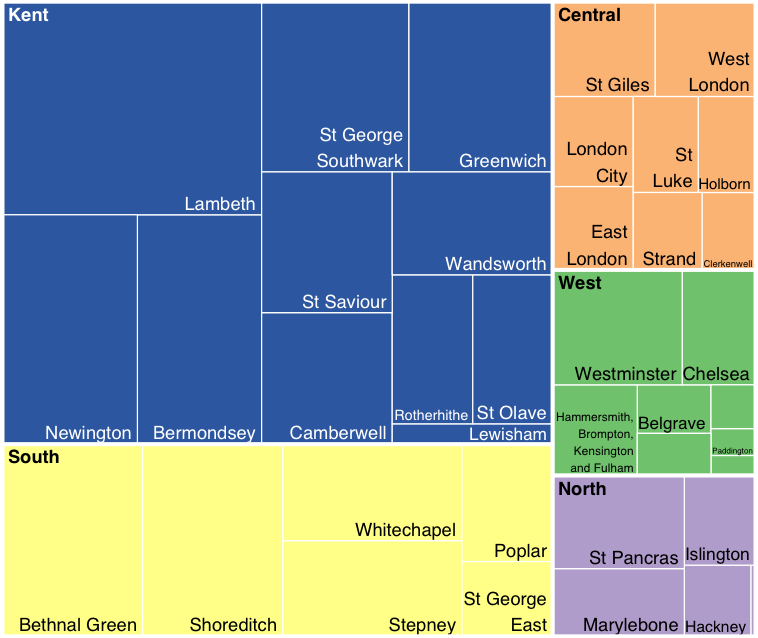 Kent
Lambeth
St George
Southwark
Greenwich
Newington
Bermondsey
St Saviour
Camberwell
Wandsworth
Rotherhithe
St Olave
Lewisham
South
Bethnal Green
Shoreditch
Whitechapel
Stepney
Poplar
St George
East
Central
St Giles
West
London
London
City
St
Luke
Holborn
East
London
Strand
Clerkenwell
West
Westminster
Chelsea
Hammersmith,
Brompton,
Kensington
and Fulham
Belgrave
Paddington
North
St Pancras
Islington
Marylebone
Hackney